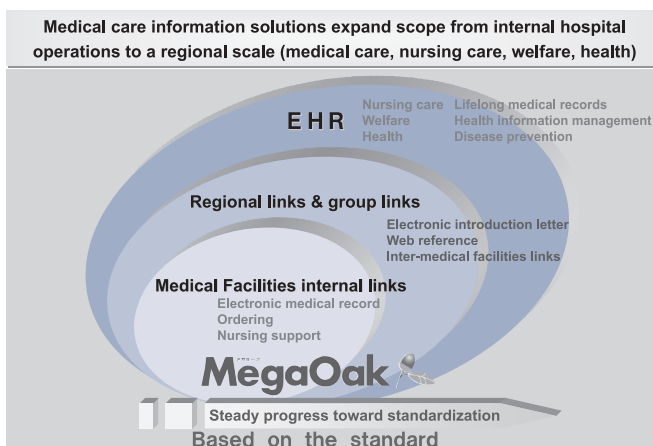 Medical care information solutions expand scope from internal hospital
operations to a regional scale (medical care, nursing care, welfare, health)
EHR
Nursing care
Welfare
Health
Lifelong medical records
Health information management
Disease prevention
Regional links & group links
Electronic introduction letter
Web reference
Inter-medical facilities links
Medical Facilities internal links
Electronic medical record
Ordering
Nursing support
MegaOak
Steady progress toward standardization
Based on the standard